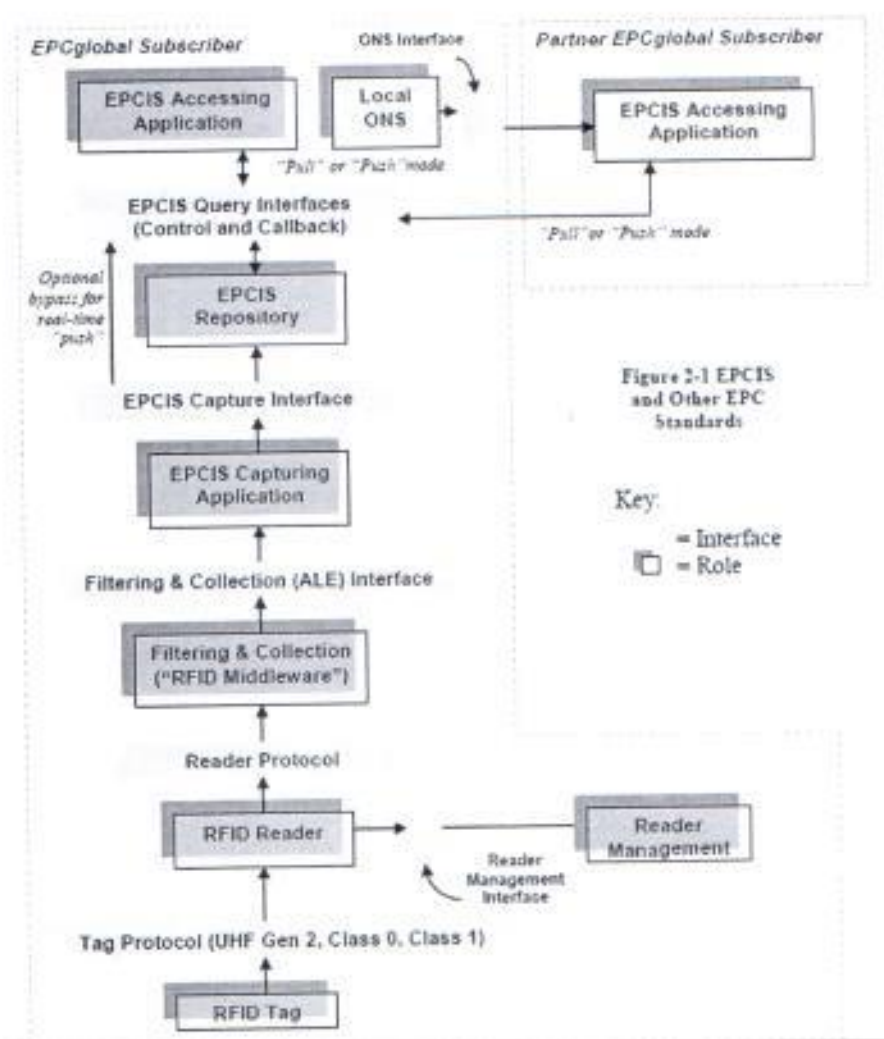 EPCglobal Subscriber
ONS Interface
Partner EPCglobal Subscriber
EPCIS Accessing
Application
Local
ONS
EPCIS Accessing
Application
"Pull" or "Push" mode
EPCIS Query Interfaces
(Control and Callback)
"Pull" or "Push" mode
Optional
bypass for
real-time
"push"
EPCIS
Repository
Figure 2-1 EPCIS
and Other EPC
Standards
EPCIS Capture Interface
EPCIS Capturing
Application
Key:
= Interface
= Role
Filtering & Collection (ALE) Interface
Filtering & Collection
("RFID Middleware")
Reader Protocol
RFID Reader
Reader
Management
Reader
Management
Interface
Tag Protocol (UHF Gen 2, Class 0, Class 1)
RFID Tag